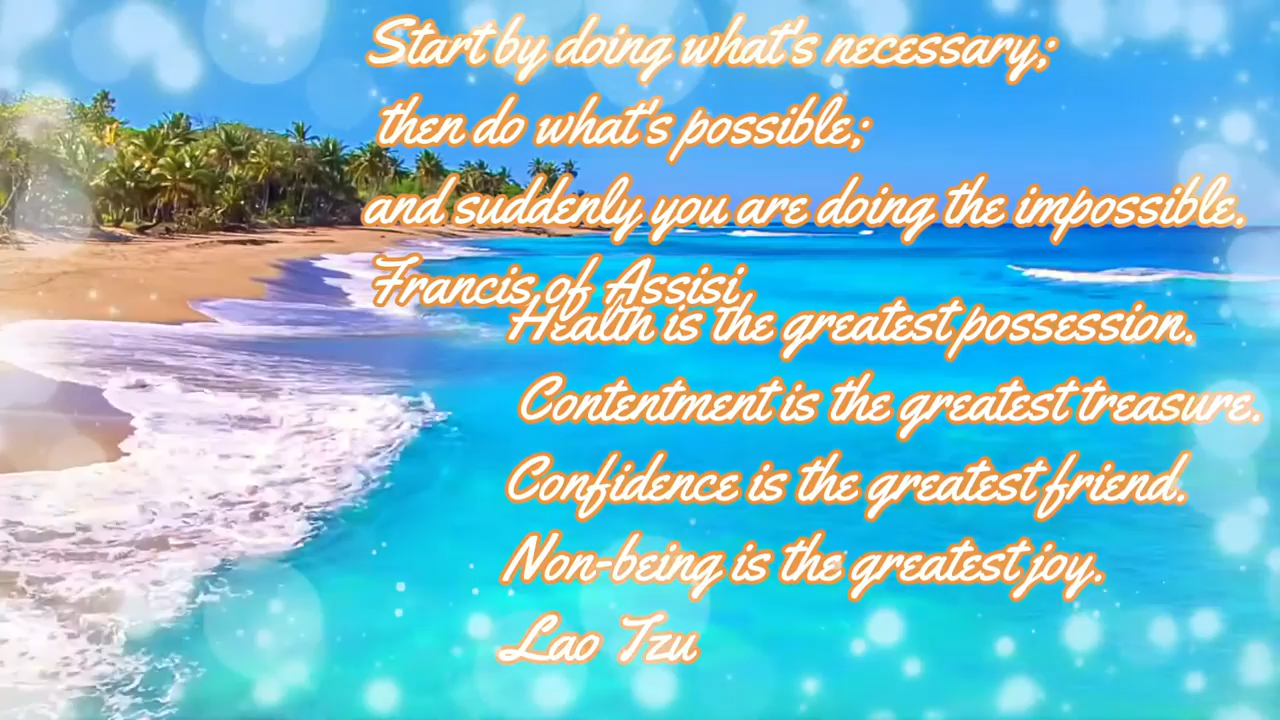 Start by doing what's necessary;
then do what's possible;
and suddenly you are doing the impossible.
Francis of Assisi
Health is the greatest possession.
Contentment is the greatest treasure.
Confidence is the greatest friend.
Non-being is the greatest joy.
Lao Tzu